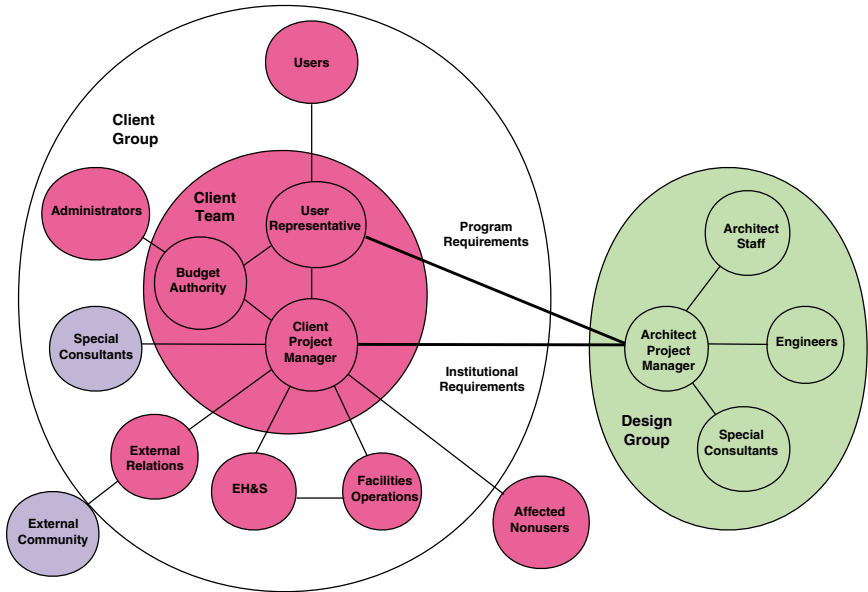 Users
Client
Group
Client
Team
Administrators
User
Representative
Budget
Authority
Program
Requirements
Architect
Staff
Special
Consultants
Client
Project
Manager
Architect
Project
Manager
Engineers
Institutional
Requirements
Design
Group
Special
Consultants
External
Relations
EH&S
Facilities
Operations
External
Community
Affected
Nonusers